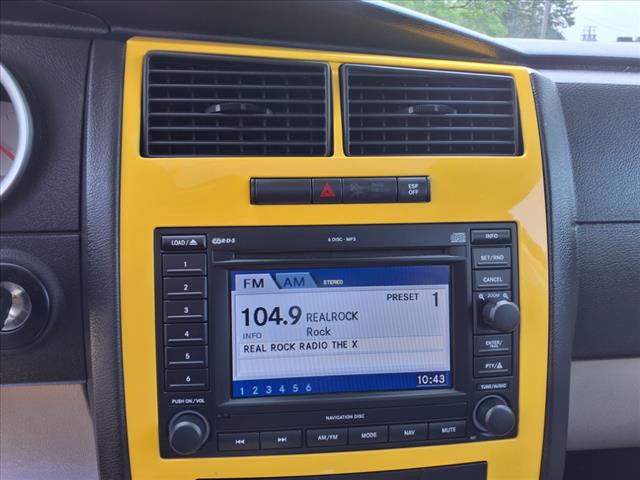 ESP
OFF
LOAD
R·D·S
6 DISC · MP3
INFO
1
2
3
4
5
6
SET/RND
CANCEL
ZOOM
ENTER/
PTY/
TUNE/AUDIO
FM AM STEREO
PRESET 1
104.9 REALROCK
INFO Rock
REAL ROCK RADIO THE X
1 2 3 4 5 6
10:43
PUSH ON/VOL
NAVIGATION DISC
AM/FM
MODE
NAV
MUTE